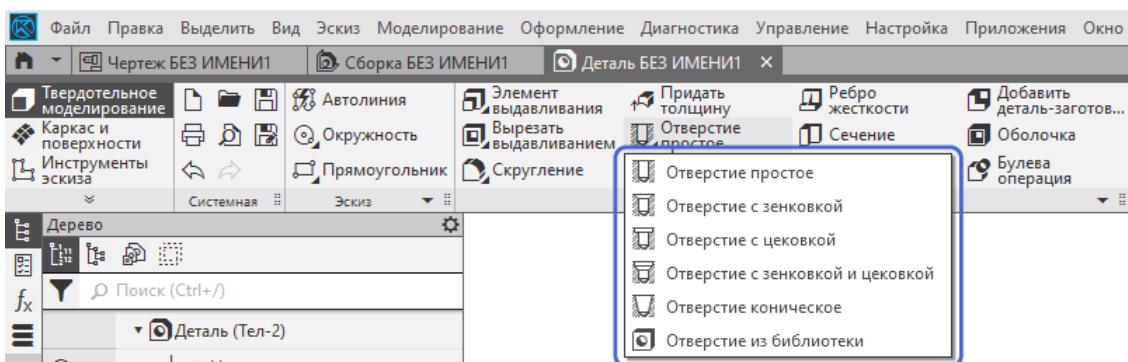 Файл Правка Выделить Вид Эскиз Моделирование Оформление Диагностика Управление Настройка Приложения Окно
Чертеж БЕЗ ИМЕНИ1 Сборка БЕЗ ИМЕНИ1 Деталь БЕЗ ИМЕНИ1
Твердотельное моделирование Автолиния Элемент выдавливания Придать толщину Ребро жесткости Добавить деталь-заготов...
Каркас и поверхности Окружность Вырезать выдавливанием Отверстие простое Сечение Оболочка
Инструменты эскиза Прямоугольник Скругление Булева операция
Системная Эскиз
Отверстие простое
Отверстие с зенковкой
Отверстие с цековкой
Отверстие с зенковкой и цековкой
Отверстие коническое
Отверстие из библиотеки
Дерево
Поиск (Ctrl+/)
fx
Деталь (Тел-2)